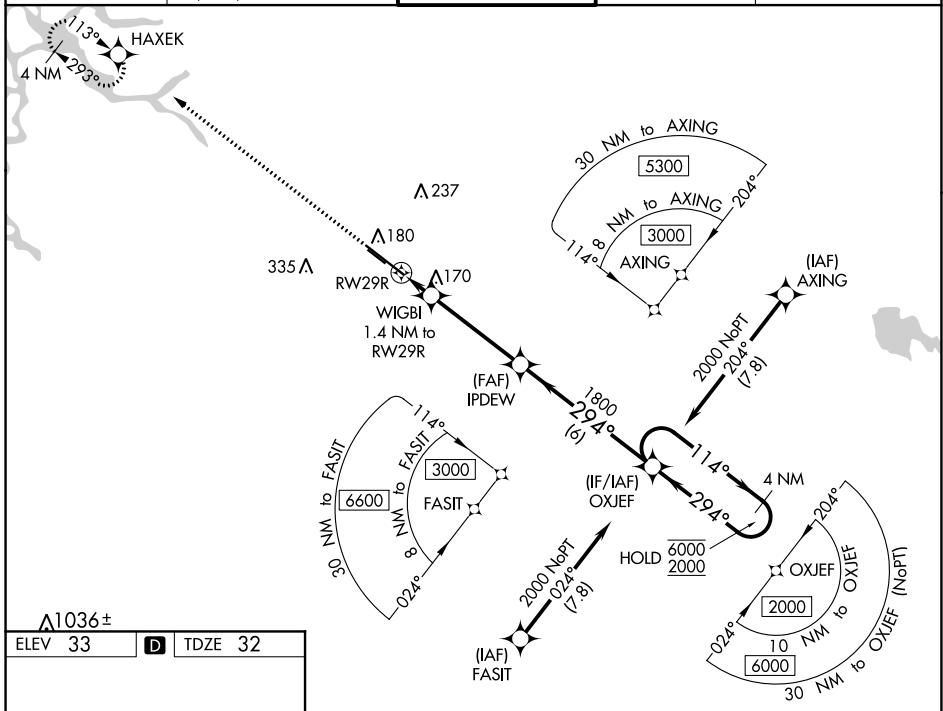 113°
HAXEK
4 NM
293°
237
180
335
RW29R
170
WIGBI
1.4 NM to
RW29R
30 NM to AXING
5300
8 NM to AXING
3000
204°
114°
AXING
(IAF)
AXING
2000 NoPT
204°
(7.8)
(FAF)
IPDEW
1800
294°
(6)
114°
4 NM
(IF/IAF)
OXJEF
294°
HOLD
6000
2000
30 NM to FASIT
6600
8 NM to FASIT
3000
114°
FASIT
024°
2000 NoPT
024°
(7.8)
(IAF)
FASIT
204°
OXJEF
2000
10 NM to OXJEF
6000
30 NM to OXJEF (NoPT)
024°
1036±
ELEV 33
D
TDZE 32